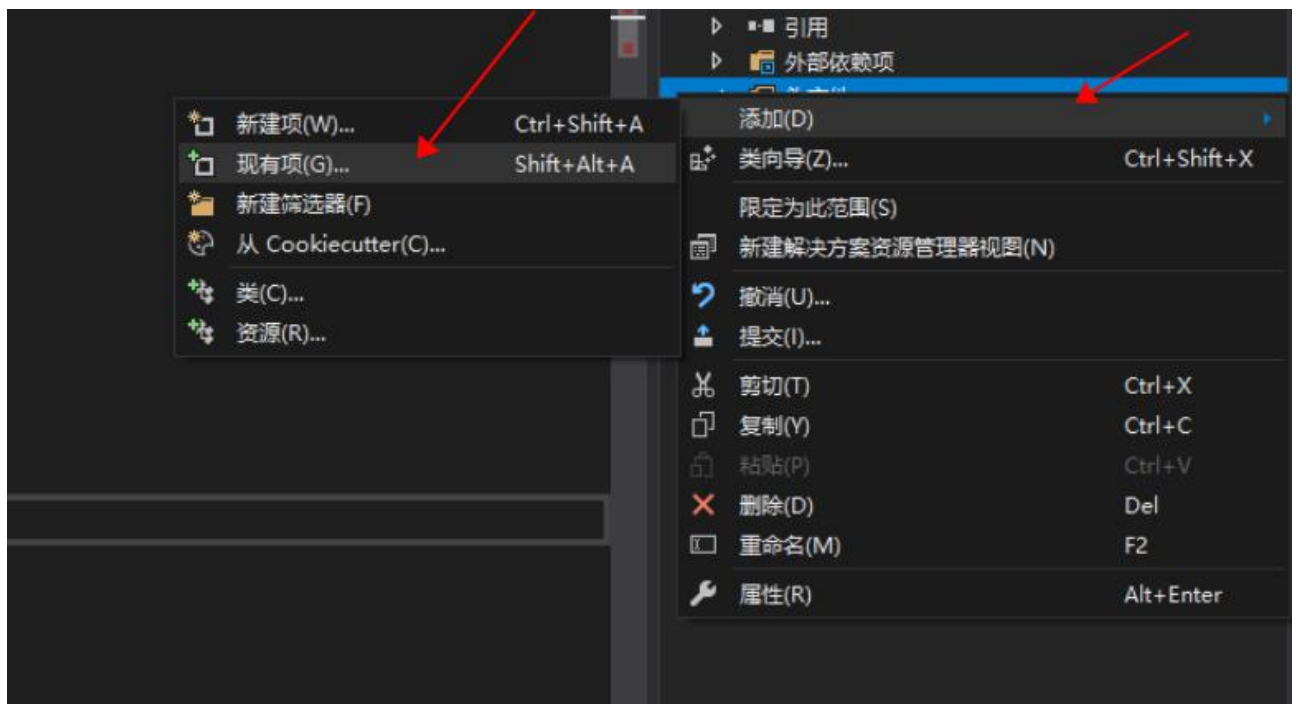 引用
外部依赖项
添加(D)
新建项(W)... Ctrl+Shift+A
现有项(G)... Shift+Alt+A
新建筛选器(F)
从 Cookiecutter(C)...
类(C)...
资源(R)...
类向导(Z)... Ctrl+Shift+X
限定为此范围(S)
新建解决方案资源管理器视图(N)
撤消(U)...
提交(I)...
剪切(T) Ctrl+X
复制(Y) Ctrl+C
粘贴(P) Ctrl+V
删除(D) Del
重命名(M) F2
属性(R) Alt+Enter